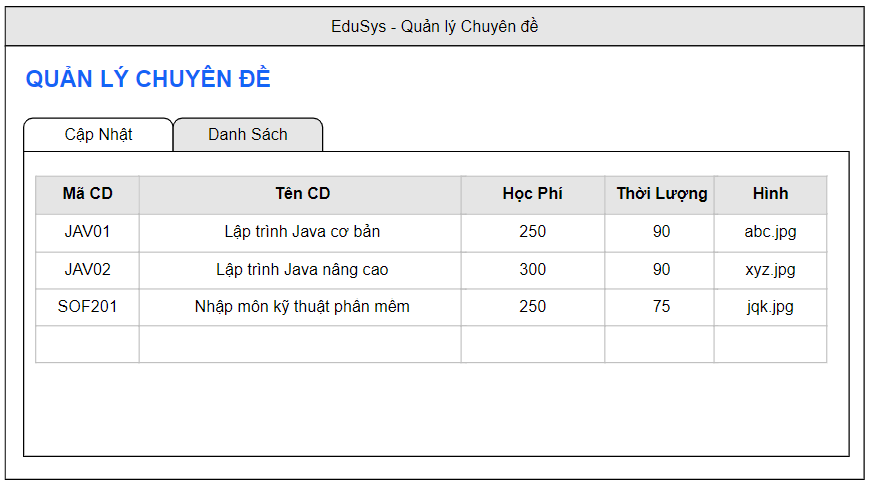 EduSys - Quản lý Chuyên đề
QUẢN LÝ CHUYÊN ĐỀ
Cập Nhật Danh Sách
Mã CD Tên CD Học Phí Thời Lượng Hình
JAV01 Lập trình Java cơ bản 250 90 abc.jpg
JAV02 Lập trình Java nâng cao 300 90 xyz.jpg
SOF201 Nhập môn kỹ thuật phân mêm 250 75 jqk.jpg